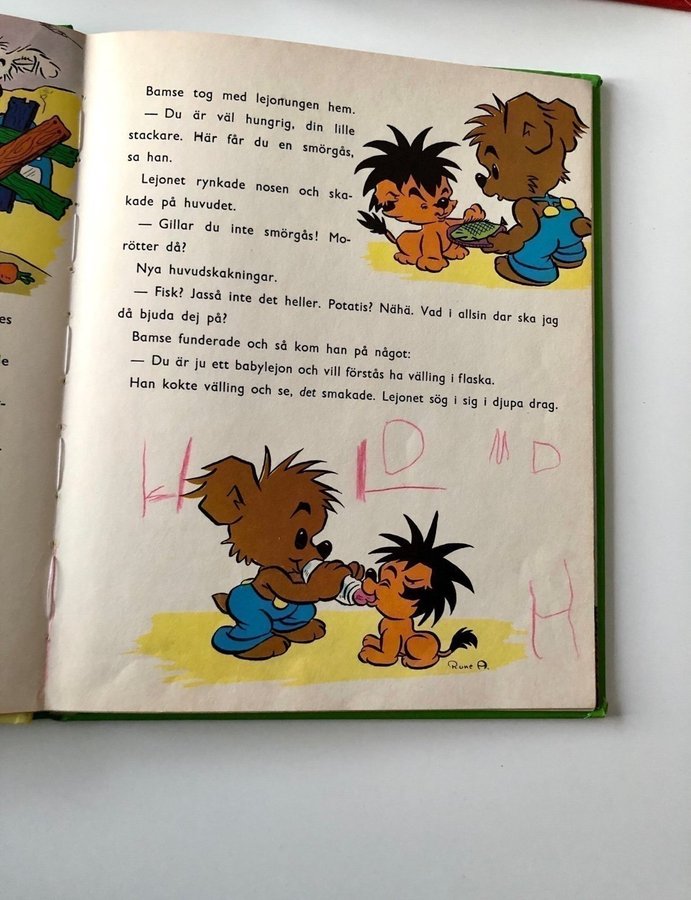 Bamse tog med lejonungen hem.
— Du är väl hungrig, din lille
stackare. Här får du en smörgås,
sa han.
Lejonet rynkade nosen och ska-
kade på huvudet.
— Gillar du inte smörgås! Mo-
rötter då?
Nya huvudskakningar.
— Fisk? Jasså inte det heller. Potatis? Nähä. Vad i allsin dar ska jag
då bjuda dej på?
Bamse funderade och så kom han på något:
— Du är ju ett babylejon och vill förstås ha välling i flaska.
Han kokte välling och se, det smakade. Lejonet sög i sig i djupa drag.
H
D
M D
H
Rune A.